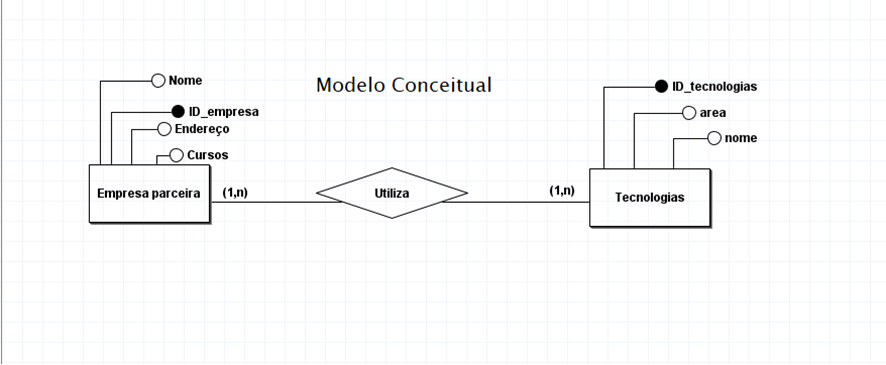 Modelo Conceitual
Nome
ID_empresa
Endereço
Cursos
Empresa parceira
(1,n)
Utiliza
(1,n)
ID_tecnologias
area
nome
Tecnologias